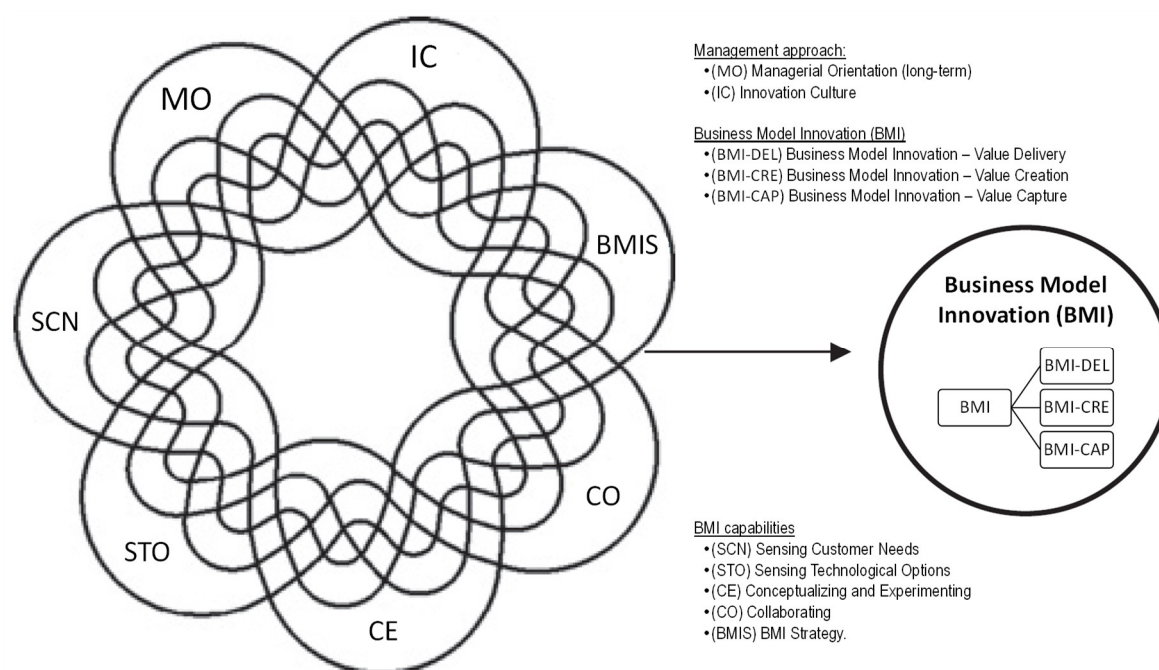 IC
MO
BMIS
SCN
CO
STO
CE
Management approach:
•(MO) Managerial Orientation (long-term)
•(IC) Innovation Culture
Business Model Innovation (BMI)
•(BMI-DEL) Business Model Innovation – Value Delivery
•(BMI-CRE) Business Model Innovation – Value Creation
•(BMI-CAP) Business Model Innovation – Value Capture
Business Model
Innovation (BMI)
BMI-DEL
BMI
BMI-CRE
BMI-CAP
BMI capabilities
•(SCN) Sensing Customer Needs
•(STO) Sensing Technological Options
•(CE) Conceptualizing and Experimenting
•(CO) Collaborating
•(BMIS) BMI Strategy.